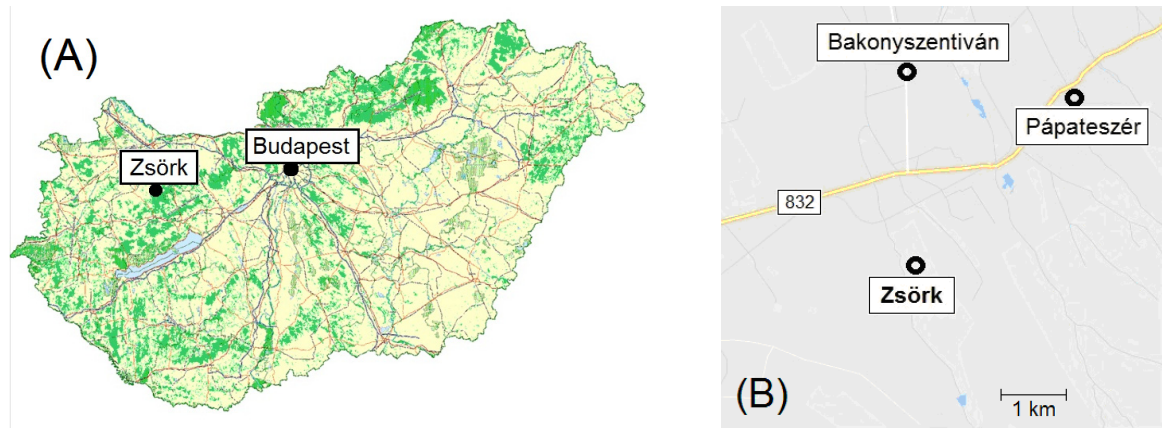 (A)
Zsörk
Budapest
Bakonyszentiván
Pápateszér
832
Zsörk
(B)
1 km